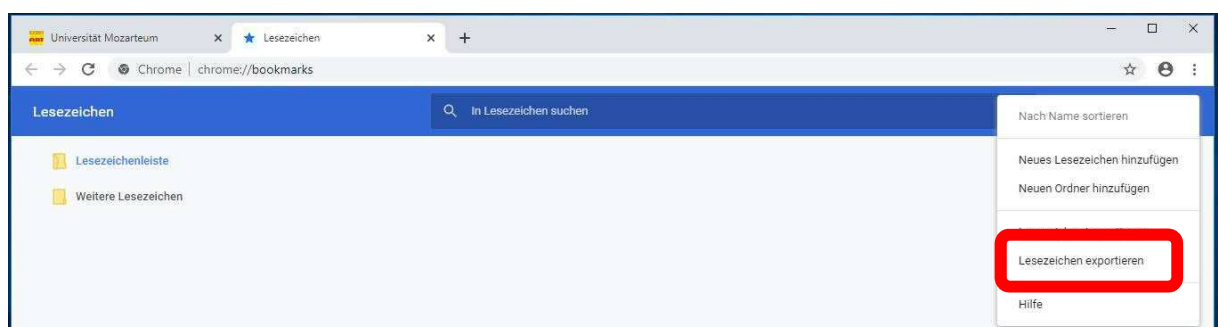 Universität Mozarteum
Lesezeichen
Chrome | chrome://bookmarks
Lesezeichen
In Lesezeichen suchen
Nach Name sortieren
Lesezeichenleiste
Neues Lesezeichen hinzufügen
Weitere Lesezeichen
Neuen Ordner hinzufügen
Lesezeichen exportieren
Hilfe